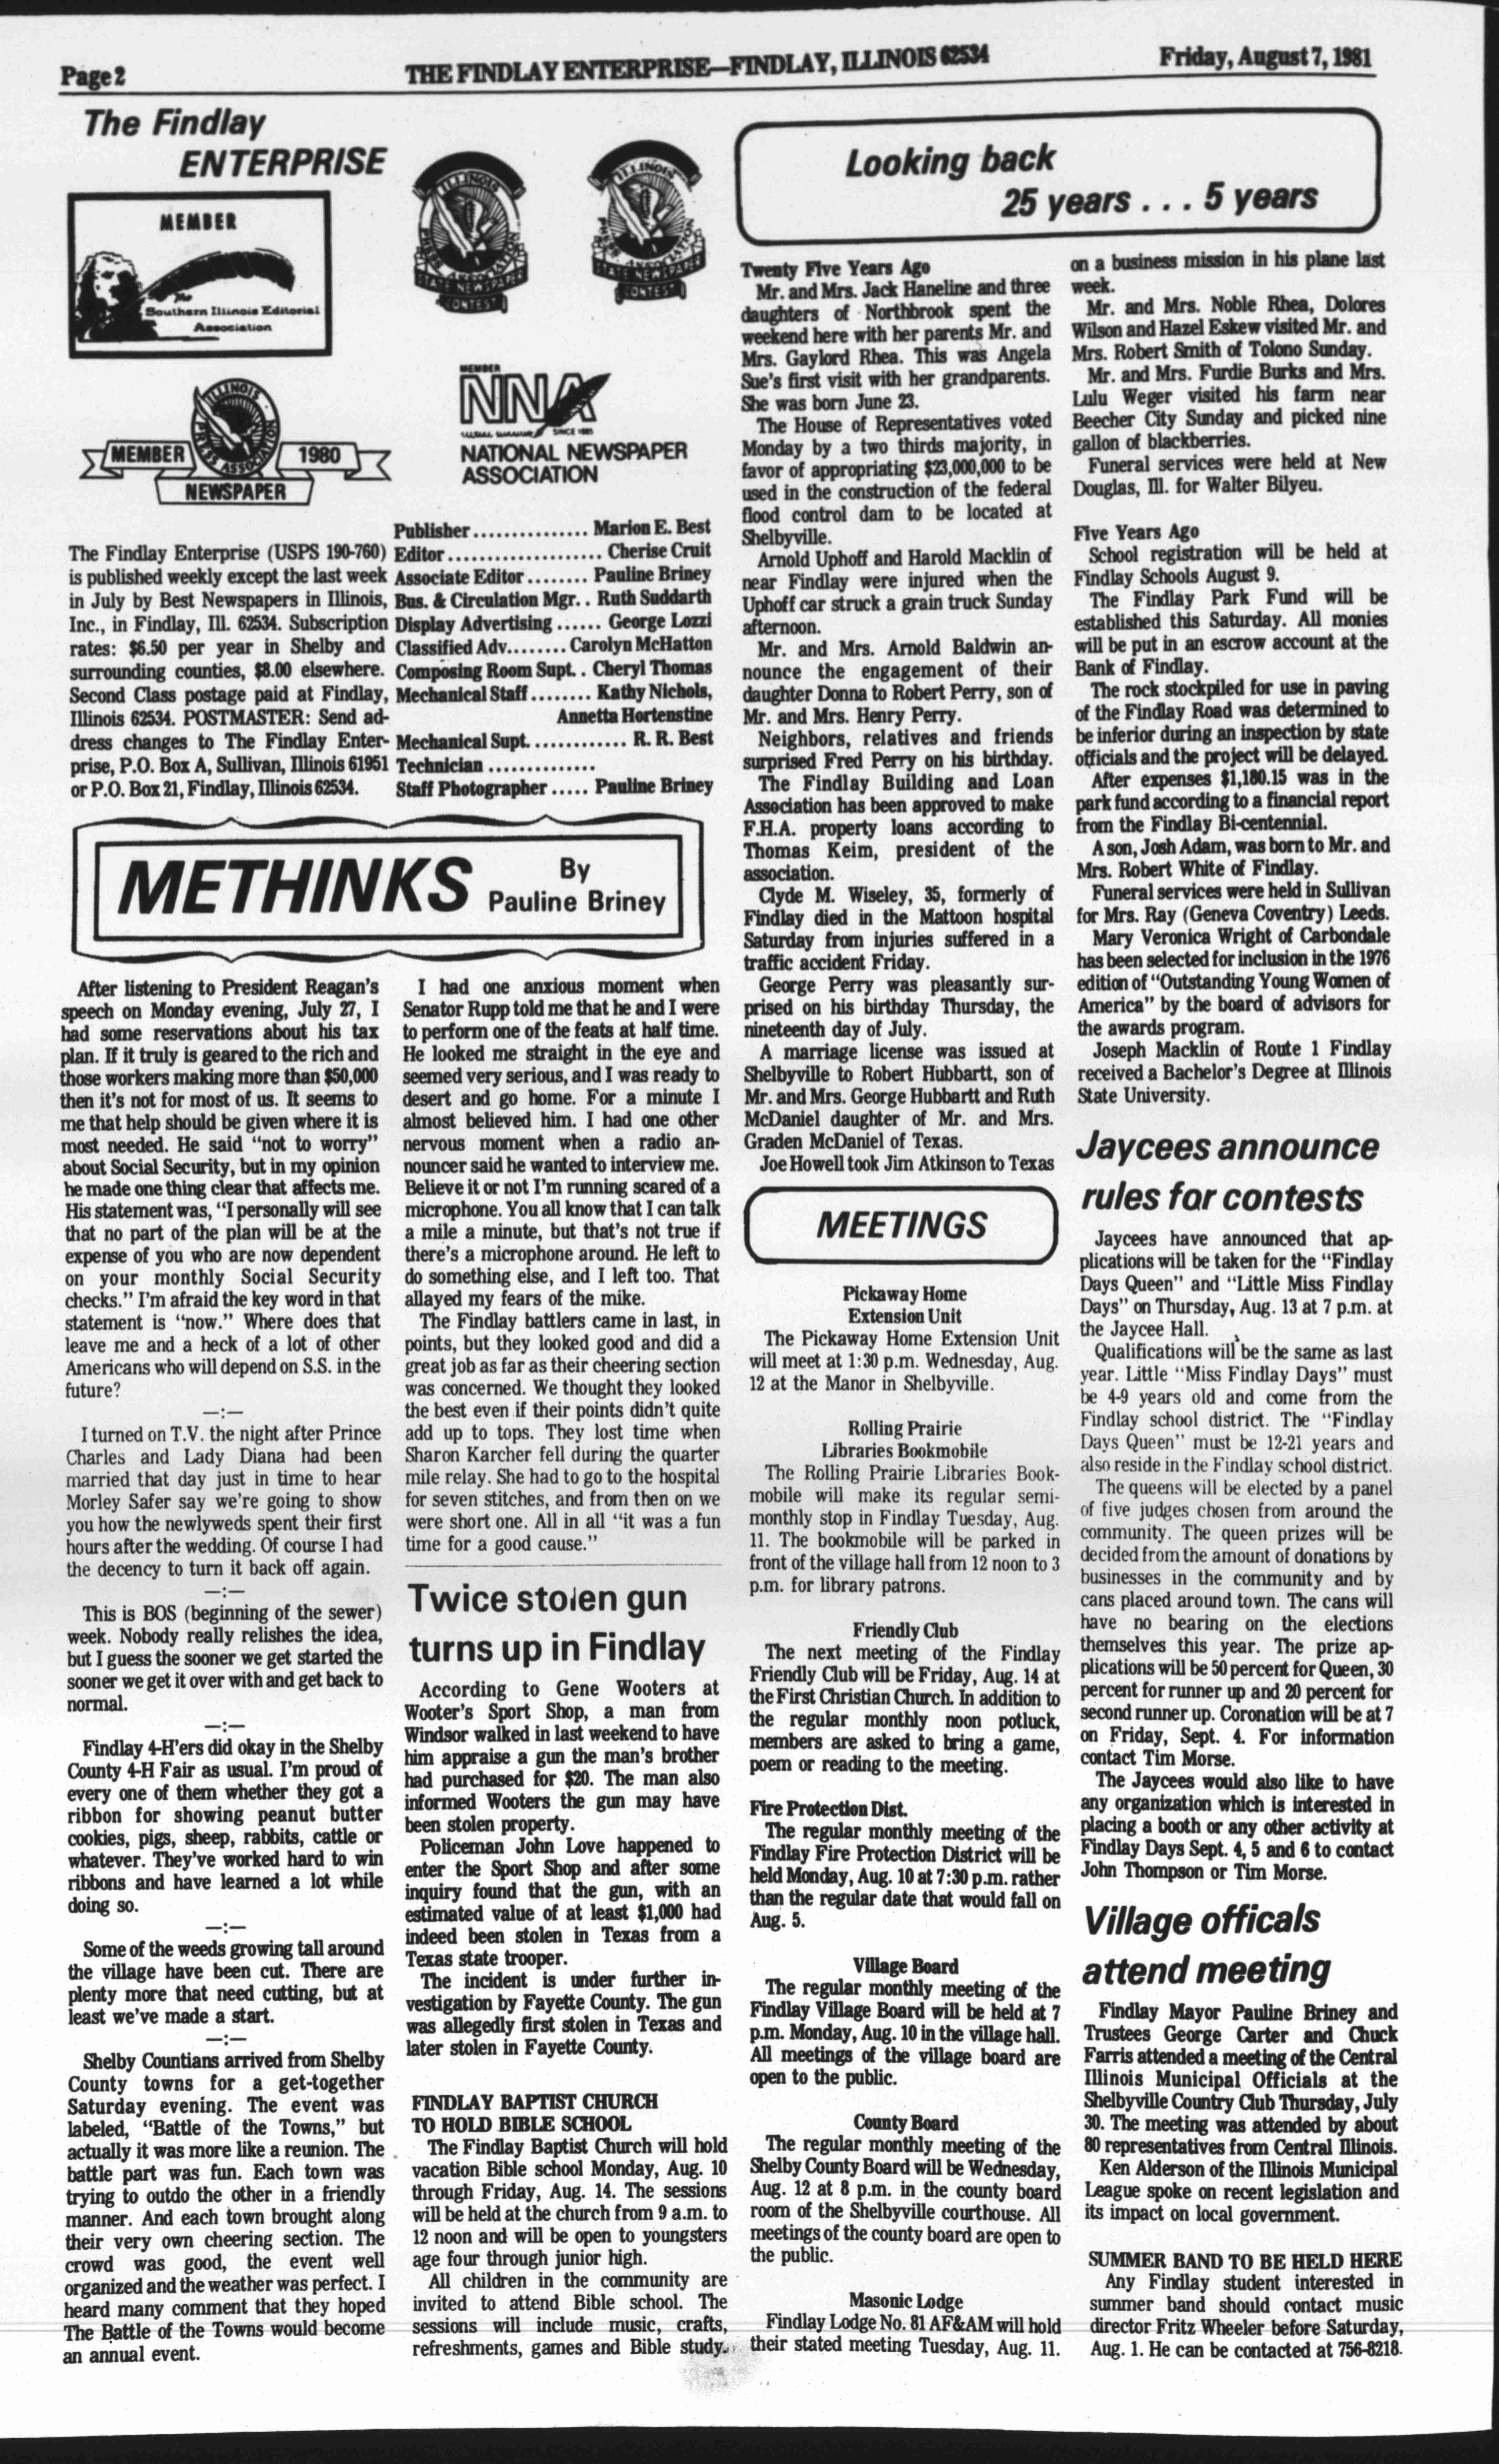 Page 2
THE FINDLAY ENTERPRISE—FINDLAY, ILLINOIS 62534
Friday, August 7, 1981
The Findlay
ENTERPRISE
MEMBER
The
Southern Illinois Editorial
Association
ILLINOIS
PRESS ASSOCIATION
STATE NEWSPAPER
CONTEST
ILLINOIS
PRESS ASSOCIATION
STATE NEWSPAPER
CONTEST
ILLINOIS
PRESS ASSOCIATION
MEMBER
1980
NEWSPAPER
MEMBER
NNA
SINCE 1885
NATIONAL NEWSPAPER
ASSOCIATION
The Findlay Enterprise (USPS 190-760)
is published weekly except the last week
in July by Best Newspapers in Illinois,
Inc., in Findlay, Ill. 62534. Subscription
rates: $6.50 per year in Shelby and
surrounding counties, $8.00 elsewhere.
Second Class postage paid at Findlay,
Illinois 62534. POSTMASTER: Send ad-
dress changes to The Findlay Enter-
prise, P.O. Box A, Sullivan, Illinois 61951
or P.O. Box 21, Findlay, Illinois 62534.
Publisher............... Marion E. Best
Editor.................... Cherise Cruit
Associate Editor........ Pauline Briney
Bus. & Circulation Mgr.. Ruth Suddarth
Display Advertising...... George Lozzi
Classified Adv........ Carolyn McHatton
Composing Room Supt.. Cheryl Thomas
Mechanical Staff........ Kathy Nichols,
Annetta Hortenstine
Mechanical Supt............. R. R. Best
Technician..............
Staff Photographer..... Pauline Briney
METHINKS
By
Pauline Briney
After listening to President Reagan's
speech on Monday evening, July 27, I
had some reservations about his tax
plan. If it truly is geared to the rich and
those workers making more than $50,000
then it's not for most of us. It seems to
me that help should be given where it is
most needed. He said "not to worry"
about Social Security, but in my opinion
he made one thing clear that affects me.
His statement was, "I personally will see
that no part of the plan will be at the
expense of you who are now dependent
on your monthly Social Security
checks." I'm afraid the key word in that
statement is "now." Where does that
leave me and a heck of a lot of other
Americans who will depend on S.S. in the
future?
—:—
I turned on T.V. the night after Prince
Charles and Lady Diana had been
married that day just in time to hear
Morley Safer say we're going to show
you how the newlyweds spent their first
hours after the wedding. Of course I had
the decency to turn it back off again.
—:—
This is BOS (beginning of the sewer)
week. Nobody really relishes the idea,
but I guess the sooner we get started the
sooner we get it over with and get back to
normal.
—:—
Findlay 4-H'ers did okay in the Shelby
County 4-H Fair as usual. I'm proud of
every one of them whether they got a
ribbon for showing peanut butter
cookies, pigs, sheep, rabbits, cattle or
whatever. They've worked hard to win
ribbons and have learned a lot while
doing so.
—:—
Some of the weeds growing tall around
the village have been cut. There are
plenty more that need cutting, but at
least we've made a start.
—:—
Shelby Countians arrived from Shelby
County towns for a get-together
Saturday evening. The event was
labeled, "Battle of the Towns," but
actually it was more like a reunion. The
battle part was fun. Each town was
trying to outdo the other in a friendly
manner. And each town brought along
their very own cheering section. The
crowd was good, the event well
organized and the weather was perfect. I
heard many comment that they hoped
The Battle of the Towns would become
an annual event.
I had one anxious moment when
Senator Rupp told me that he and I were
to perform one of the feats at half time.
He looked me straight in the eye and
seemed very serious, and I was ready to
desert and go home. For a minute I
almost believed him. I had one other
nervous moment when a radio an-
nouncer said he wanted to interview me.
Believe it or not I'm running scared of a
microphone. You all know that I can talk
a mile a minute, but that's not true if
there's a microphone around. He left to
do something else, and I left too. That
allayed my fears of the mike.
The Findlay battlers came in last, in
points, but they looked good and did a
great job as far as their cheering section
was concerned. We thought they looked
the best even if their points didn't quite
add up to tops. They lost time when
Sharon Karcher fell during the quarter
mile relay. She had to go to the hospital
for seven stitches, and from then on we
were short one. All in all "it was a fun
time for a good cause."
Twice stolen gun
turns up in Findlay
According to Gene Wooters at
Wooter's Sport Shop, a man from
Windsor walked in last weekend to have
him appraise a gun the man's brother
had purchased for $20. The man also
informed Wooters the gun may have
been stolen property.
Policeman John Love happened to
enter the Sport Shop and after some
inquiry found that the gun, with an
estimated value of at least $1,000 had
indeed been stolen in Texas from a
Texas state trooper.
The incident is under further in-
vestigation by Fayette County. The gun
was allegedly first stolen in Texas and
later stolen in Fayette County.
FINDLAY BAPTIST CHURCH
TO HOLD BIBLE SCHOOL
The Findlay Baptist Church will hold
vacation Bible school Monday, Aug. 10
through Friday, Aug. 14. The sessions
will be held at the church from 9 a.m. to
12 noon and will be open to youngsters
age four through junior high.
All children in the community are
invited to attend Bible school. The
sessions will include music, crafts,
refreshments, games and Bible study.
Looking back
25 years . . . 5 years
Twenty Five Years Ago
Mr. and Mrs. Jack Haneline and three
daughters of Northbrook spent the
weekend here with her parents Mr. and
Mrs. Gaylord Rhea. This was Angela
Sue's first visit with her grandparents.
She was born June 23.
The House of Representatives voted
Monday by a two thirds majority, in
favor of appropriating $23,000,000 to be
used in the construction of the federal
flood control dam to be located at
Shelbyville.
Arnold Uphoff and Harold Macklin of
near Findlay were injured when the
Uphoff car struck a grain truck Sunday
afternoon.
Mr. and Mrs. Arnold Baldwin an-
nounce the engagement of their
daughter Donna to Robert Perry, son of
Mr. and Mrs. Henry Perry.
Neighbors, relatives and friends
surprised Fred Perry on his birthday.
The Findlay Building and Loan
Association has been approved to make
F.H.A. property loans according to
Thomas Keim, president of the
association.
Clyde M. Wiseley, 35, formerly of
Findlay died in the Mattoon hospital
Saturday from injuries suffered in a
traffic accident Friday.
George Perry was pleasantly sur-
prised on his birthday Thursday, the
nineteenth day of July.
A marriage license was issued at
Shelbyville to Robert Hubbartt, son of
Mr. and Mrs. George Hubbartt and Ruth
McDaniel daughter of Mr. and Mrs.
Graden McDaniel of Texas.
Joe Howell took Jim Atkinson to Texas
on a business mission in his plane last
week.
Mr. and Mrs. Noble Rhea, Dolores
Wilson and Hazel Eskew visited Mr. and
Mrs. Robert Smith of Tolono Sunday.
Mr. and Mrs. Furdie Burks and Mrs.
Lulu Weger visited his farm near
Beecher City Sunday and picked nine
gallon of blackberries.
Funeral services were held at New
Douglas, Ill. for Walter Bilyeu.
Five Years Ago
School registration will be held at
Findlay Schools August 9.
The Findlay Park Fund will be
established this Saturday. All monies
will be put in an escrow account at the
Bank of Findlay.
The rock stockpiled for use in paving
of the Findlay Road was determined to
be inferior during an inspection by state
officials and the project will be delayed.
After expenses $1,180.15 was in the
park fund according to a financial report
from the Findlay Bi-centennial.
A son, Josh Adam, was born to Mr. and
Mrs. Robert White of Findlay.
Funeral services were held in Sullivan
for Mrs. Ray (Geneva Coventry) Leeds.
Mary Veronica Wright of Carbondale
has been selected for inclusion in the 1976
edition of "Outstanding Young Women of
America" by the board of advisors for
the awards program.
Joseph Macklin of Route 1 Findlay
received a Bachelor's Degree at Illinois
State University.
MEETINGS
Pickaway Home
Extension Unit
The Pickaway Home Extension Unit
will meet at 1:30 p.m. Wednesday, Aug.
12 at the Manor in Shelbyville.
Rolling Prairie
Libraries Bookmobile
The Rolling Prairie Libraries Book-
mobile will make its regular semi-
monthly stop in Findlay Tuesday, Aug.
11. The bookmobile will be parked in
front of the village hall from 12 noon to 3
p.m. for library patrons.
Friendly Club
The next meeting of the Findlay
Friendly Club will be Friday, Aug. 14 at
the First Christian Church. In addition to
the regular monthly noon potluck,
members are asked to bring a game,
poem or reading to the meeting.
Fire Protection Dist.
The regular monthly meeting of the
Findlay Fire Protection District will be
held Monday, Aug. 10 at 7:30 p.m. rather
than the regular date that would fall on
Aug. 5.
Village Board
The regular monthly meeting of the
Findlay Village Board will be held at 7
p.m. Monday, Aug. 10 in the village hall.
All meetings of the village board are
open to the public.
County Board
The regular monthly meeting of the
Shelby County Board will be Wednesday,
Aug. 12 at 8 p.m. in the county board
room of the Shelbyville courthouse. All
meetings of the county board are open to
the public.
Masonic Lodge
Findlay Lodge No. 81 AF&AM will hold
their stated meeting Tuesday, Aug. 11.
Jaycees announce
rules for contests
Jaycees have announced that ap-
plications will be taken for the "Findlay
Days Queen" and "Little Miss Findlay
Days" on Thursday, Aug. 13 at 7 p.m. at
the Jaycee Hall.
Qualifications will be the same as last
year. Little "Miss Findlay Days" must
be 4-9 years old and come from the
Findlay school district. The "Findlay
Days Queen" must be 12-21 years and
also reside in the Findlay school district.
The queens will be elected by a panel
of five judges chosen from around the
community. The queen prizes will be
decided from the amount of donations by
businesses in the community and by
cans placed around town. The cans will
have no bearing on the elections
themselves this year. The prize ap-
plications will be 50 percent for Queen, 30
percent for runner up and 20 percent for
second runner up. Coronation will be at 7
on Friday, Sept. 4. For information
contact Tim Morse.
The Jaycees would also like to have
any organization which is interested in
placing a booth or any other activity at
Findlay Days Sept. 4, 5 and 6 to contact
John Thompson or Tim Morse.
Village officals
attend meeting
Findlay Mayor Pauline Briney and
Trustees George Carter and Chuck
Farris attended a meeting of the Central
Illinois Municipal Officials at the
Shelbyville Country Club Thursday, July
30. The meeting was attended by about
80 representatives from Central Illinois.
Ken Alderson of the Illinois Municipal
League spoke on recent legislation and
its impact on local government.
SUMMER BAND TO BE HELD HERE
Any Findlay student interested in
summer band should contact music
director Fritz Wheeler before Saturday,
Aug. 1. He can be contacted at 756-8218.